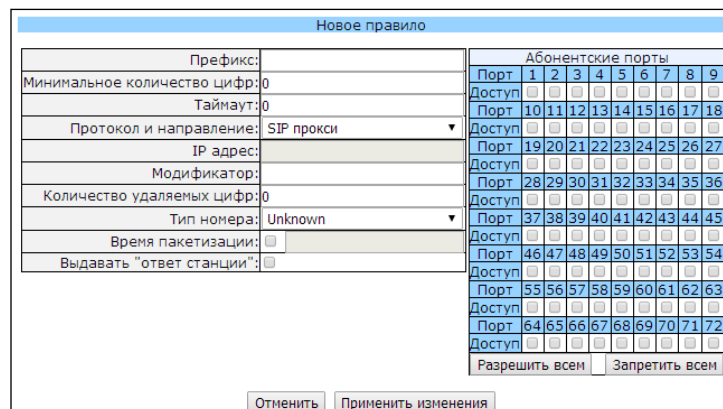 Новое правило
Префикс:
Минимальное количество цифр: 0
Таймаут: 0
Протокол и направление: SIP прокси
IP адрес:
Модификатор:
Количество удаляемых цифр: 0
Тип номера: Unknown
Время пакетизации:
Выдавать "ответ станции":
Абонентские порты
Порт 1 2 3 4 5 6 7 8 9
Доступ
Порт 10 11 12 13 14 15 16 17 18
Доступ
Порт 19 20 21 22 23 24 25 26 27
Доступ
Порт 28 29 30 31 32 33 34 35 36
Доступ
Порт 37 38 39 40 41 42 43 44 45
Доступ
Порт 46 47 48 49 50 51 52 53 54
Доступ
Порт 55 56 57 58 59 60 61 62 63
Доступ
Порт 64 65 66 67 68 69 70 71 72
Доступ
Разрешить всем Запретить всем
Отменить Применить изменения